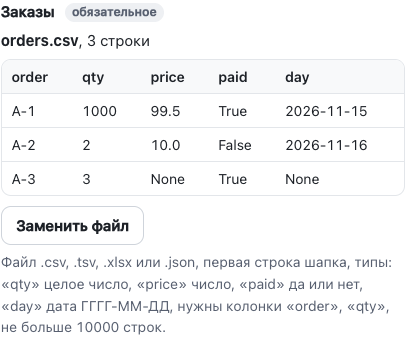 Заказы обязательное
orders.csv, 3 строки
order qty price paid day
A-1 1000 99.5 True 2026-11-15
A-2 2 10.0 False 2026-11-16
A-3 3 None True None
Заменить файл
Файл .csv, .tsv, .xlsx или .json, первая строка шапка, типы:
«qty» целое число, «price» число, «paid» да или нет,
«day» дата ГГГГ-ММ-ДД, нужны колонки «order», «qty»,
не больше 10000 строк.